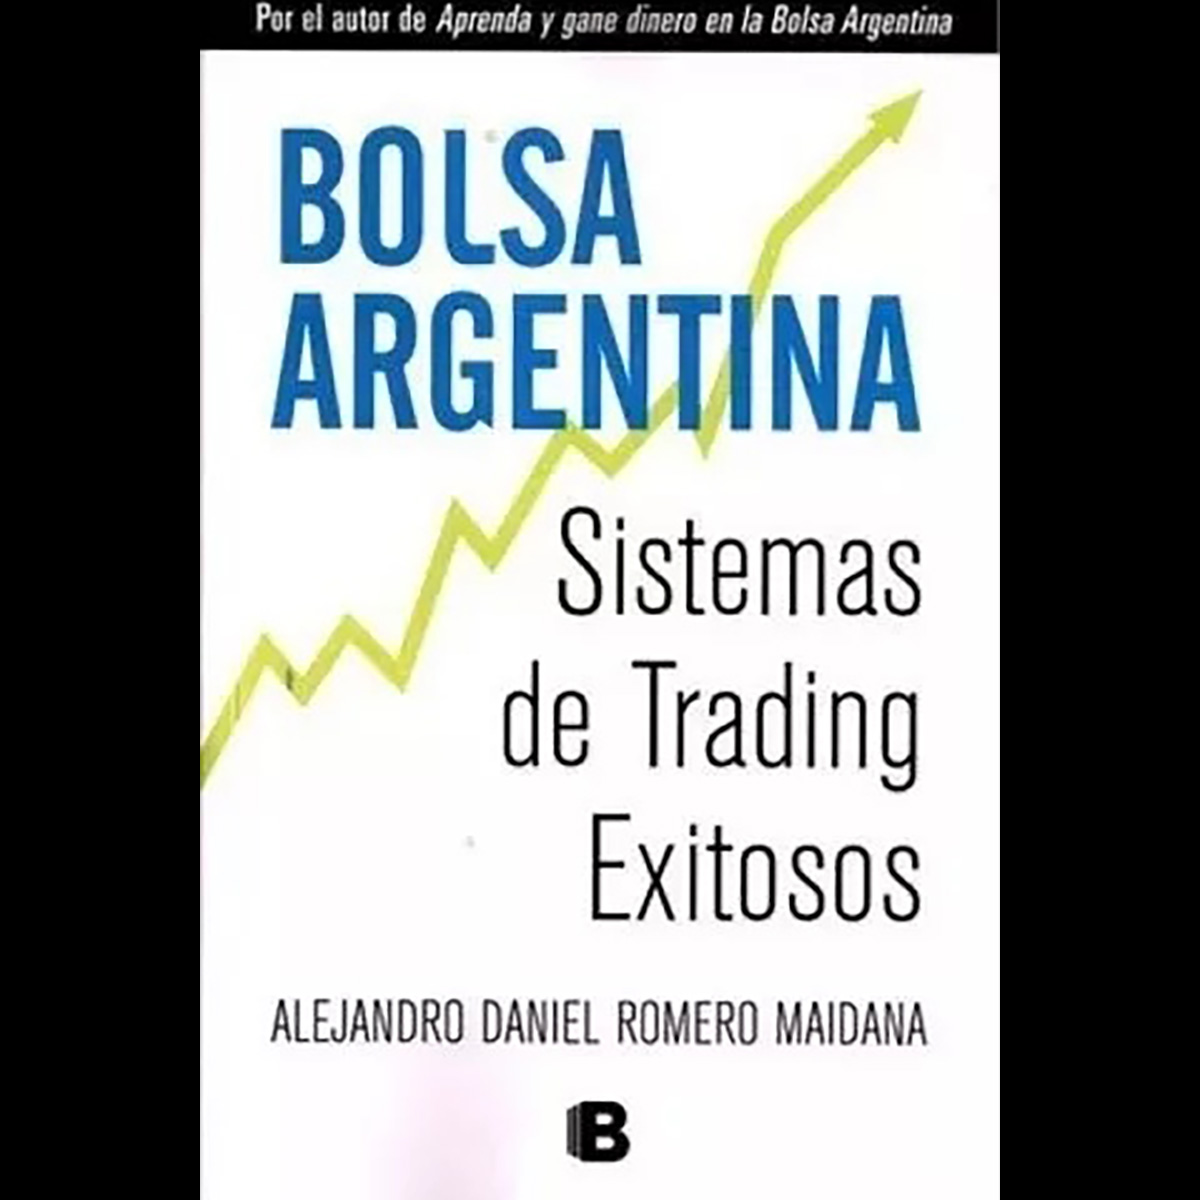 Por el autor de Aprenda y gane dinero en la Bolsa Argentina
BOLSA
ARGENTINA
Sistemas
de Trading
Exitosos
ALEJANDRO DANIEL ROMERO MAIDANA
B